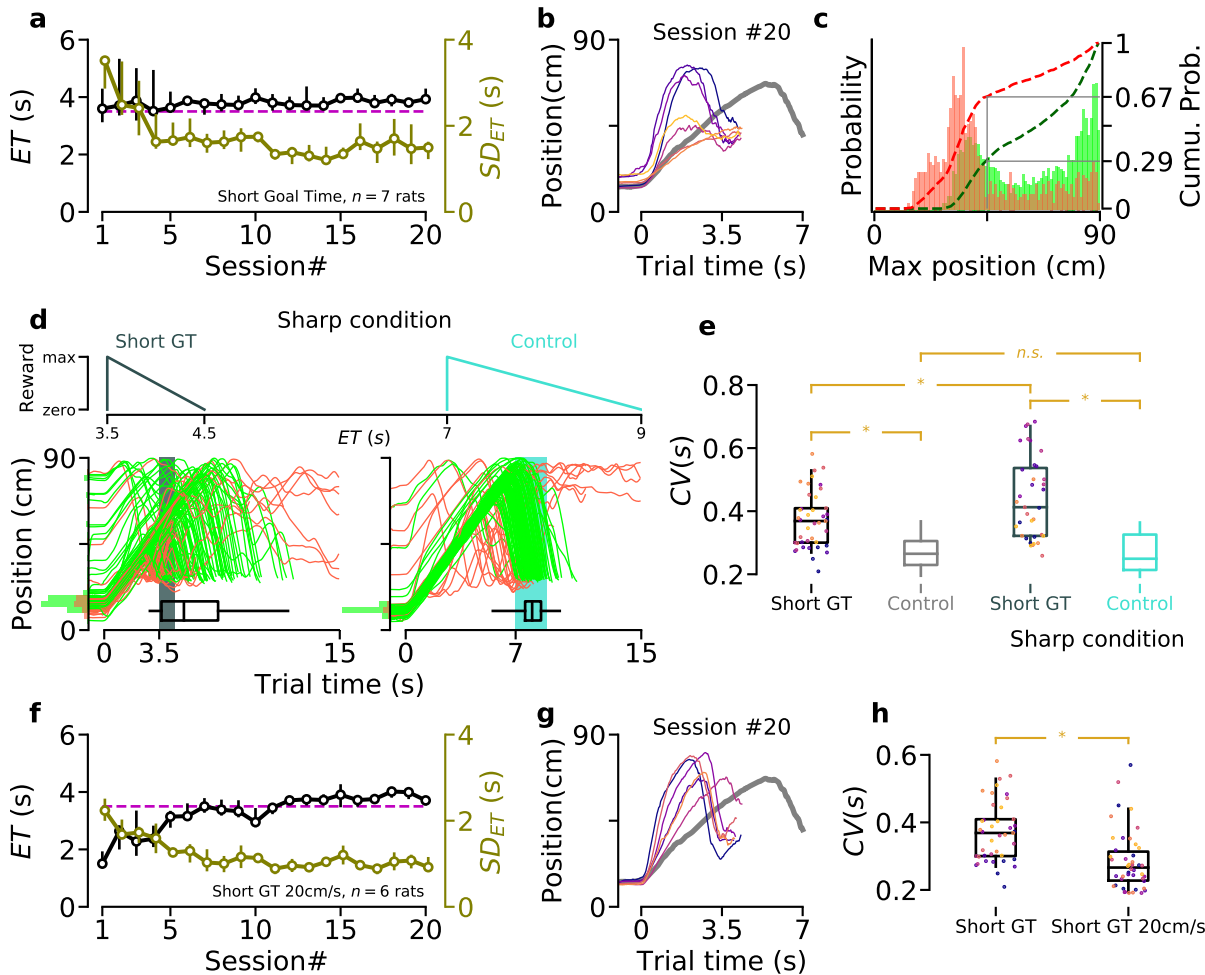 a
6
4
2
0
ET (s)
4
2
0
SD_ET (s)
Short Goal Time, n = 7 rats
1
5
10
15
20
Session#
b
Session #20
90
0
Position(cm)
0
3.5
7
Trial time (s)
c
Probability
1
0.67
0.29
0
Cumu. Prob.
0
90
Max position (cm)
d
Sharp condition
Short GT
Control
Reward
max
zero
3.5
4.5
ET (s)
7
9
90
0
Position (cm)
0
3.5
15
0
7
15
Trial time (s)
e
n.s.
*
*
*
0.8
0.6
0.4
0.2
CV(s)
Short GT
Control
Short GT
Control
Sharp condition
f
6
4
2
0
ET (s)
4
2
0
SD_ET (s)
Short GT 20cm/s, n = 6 rats
1
5
10
15
20
Session#
g
Session #20
90
0
Position(cm)
0
3.5
7
Trial time (s)
h
*
0.6
0.4
0.2
CV(s)
Short GT
Short GT 20cm/s